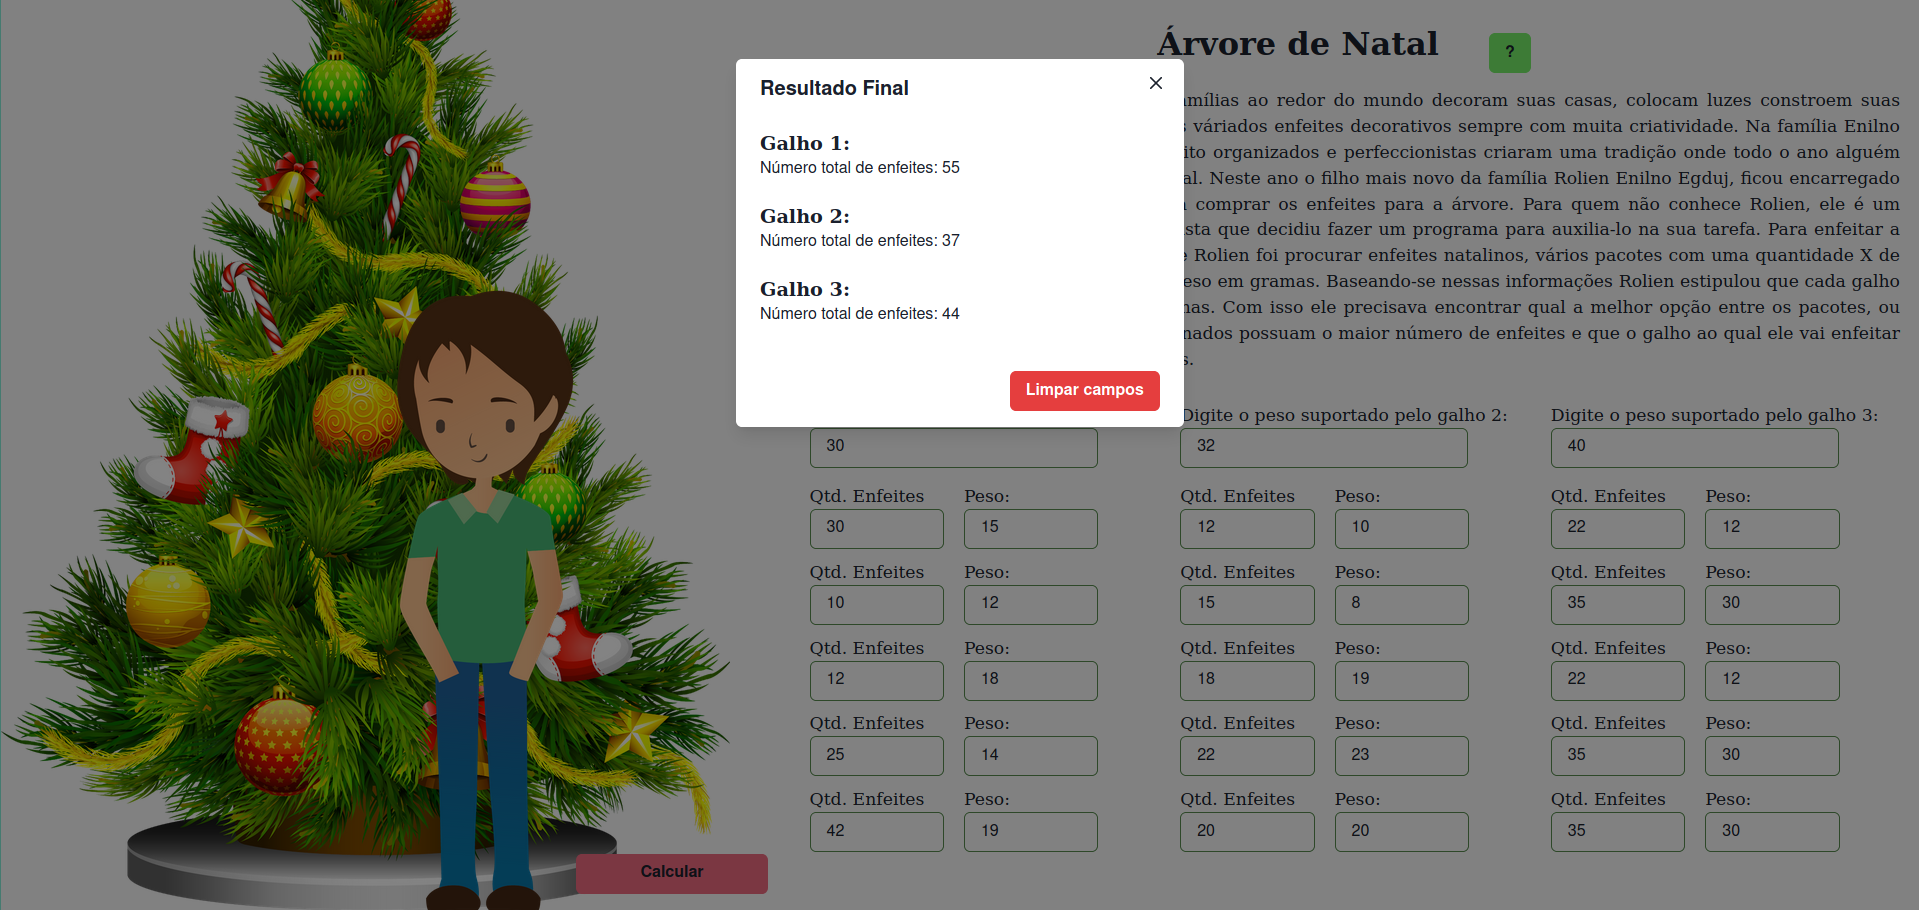 Árvore de Natal
?
mílias ao redor do mundo decoram suas casas, colocam luzes constroem suas
s váriados enfeites decorativos sempre com muita criatividade. Na família Enilno
ito organizados e perfeccionistas criaram uma tradição onde todo o ano alguém
al. Neste ano o filho mais novo da família Rolien Enilno Egduj, ficou encarregado
comprar os enfeites para a árvore. Para quem não conhece Rolien, ele é um
sta que decidiu fazer um programa para auxilia-lo na sua tarefa. Para enfeitar a
e Rolien foi procurar enfeites natalinos, vários pacotes com uma quantidade X de
eso em gramas. Baseando-se nessas informações Rolien estipulou que cada galho
nas. Com isso ele precisava encontrar qual a melhor opção entre os pacotes, ou
nados possuam o maior número de enfeites e que o galho ao qual ele vai enfeitar
s.
Resultado Final
Galho 1:
Número total de enfeites: 55
Galho 2:
Número total de enfeites: 37
Galho 3:
Número total de enfeites: 44
Limpar campos
Digite o peso suportado pelo galho 2: Digite o peso suportado pelo galho 3:
30 32 40
Qtd. Enfeites Peso: Qtd. Enfeites Peso: Qtd. Enfeites Peso:
30 15 12 10 22 12
Qtd. Enfeites Peso: Qtd. Enfeites Peso: Qtd. Enfeites Peso:
10 12 15 8 35 30
Qtd. Enfeites Peso: Qtd. Enfeites Peso: Qtd. Enfeites Peso:
12 18 18 19 22 12
Qtd. Enfeites Peso: Qtd. Enfeites Peso: Qtd. Enfeites Peso:
25 14 22 23 35 30
Qtd. Enfeites Peso: Qtd. Enfeites Peso: Qtd. Enfeites Peso:
42 19 20 20 35 30
Calcular